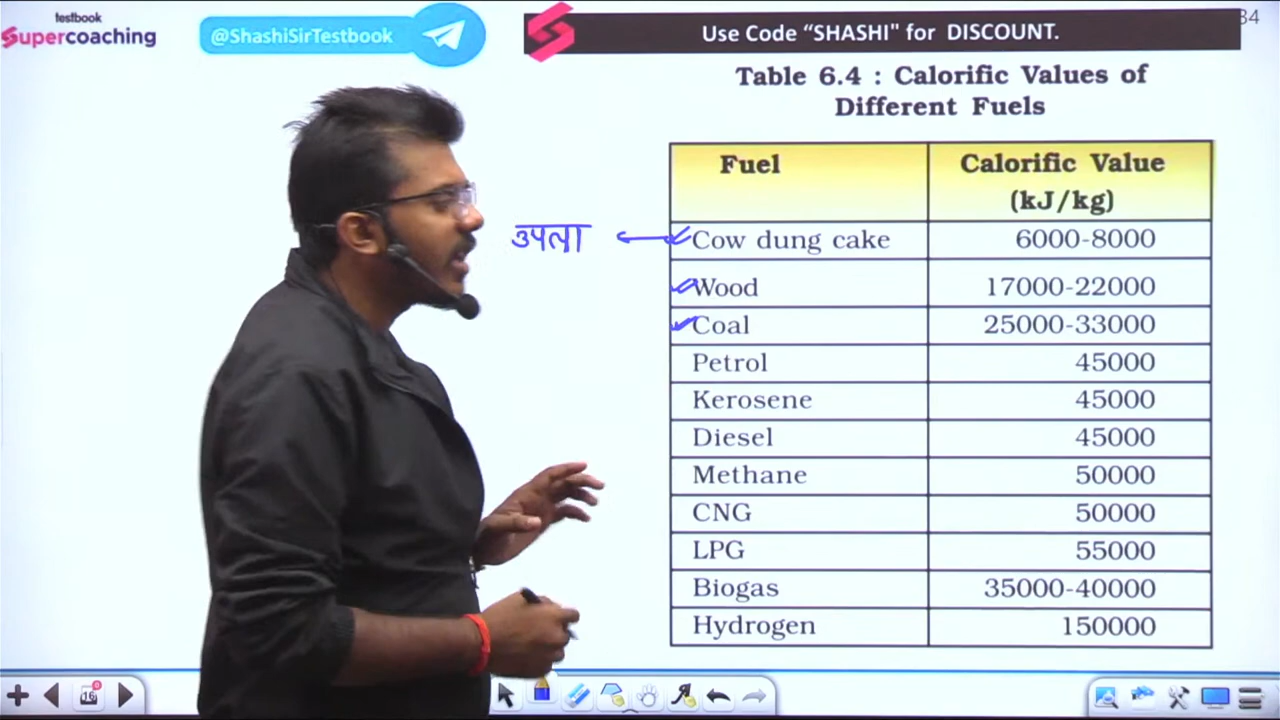 testbook
Supercoaching
@ShashiSirTestbook
Use Code “SHASHI" for DISCOUNT.
34
Table 6.4 : Calorific Values of
Different Fuels
Fuel Calorific Value
(kJ/kg)
उपला Cow dung cake 6000-8000
Wood 17000-22000
Coal 25000-33000
Petrol 45000
Kerosene 45000
Diesel 45000
Methane 50000
CNG 50000
LPG 55000
Biogas 35000-40000
Hydrogen 150000
16